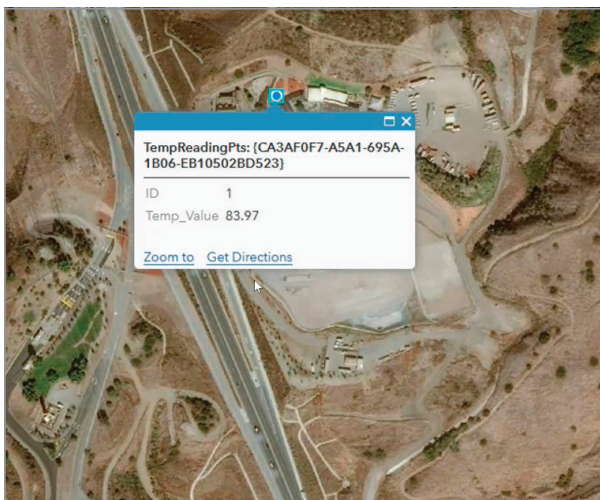 TempReadingPts: {CA3AF0F7-A5A1-695A-
1B06-EB10502BD523}
ID 1
Temp_Value 83.97
Zoom to Get Directions